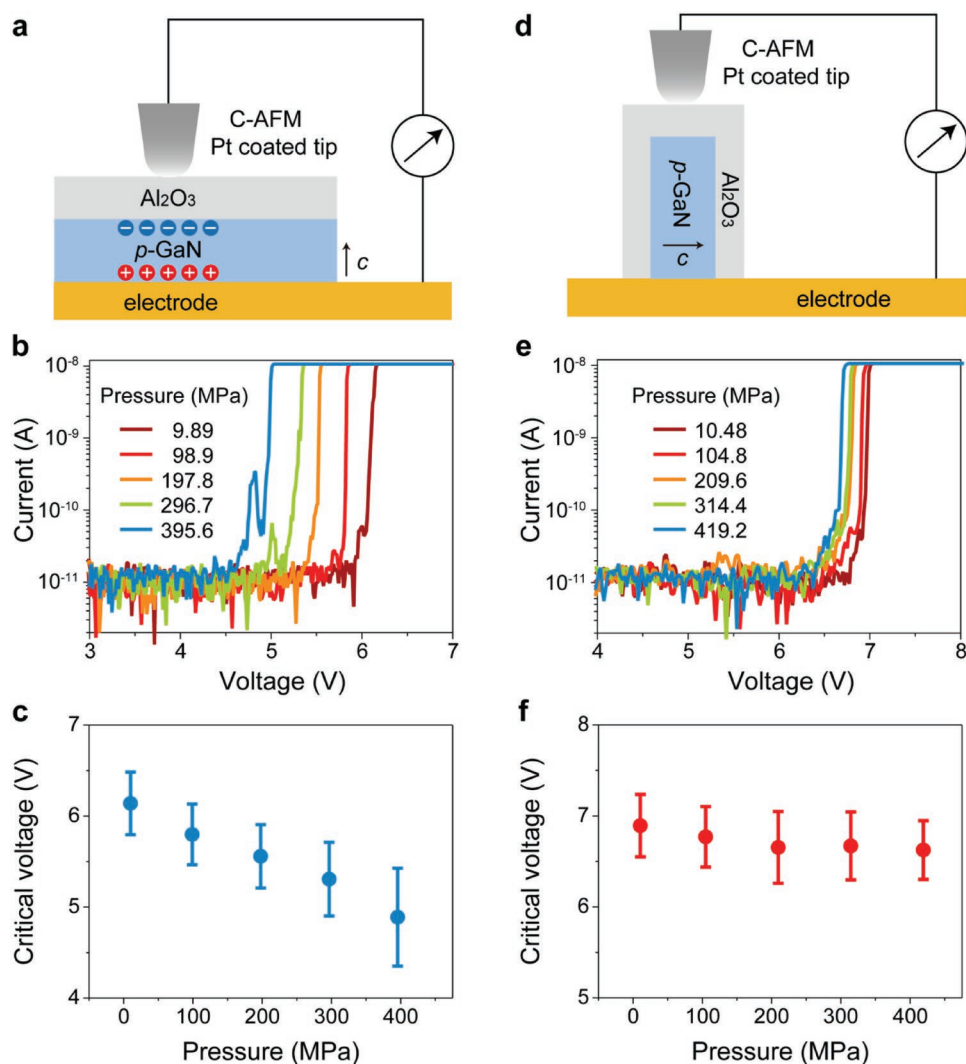 a
C-AFM
Pt coated tip
Al₂O₃
p-GaN
c
electrode
d
C-AFM
Pt coated tip
p-GaN
Al₂O₃
c
electrode
b
Current (A)
10⁻⁸
10⁻⁹
10⁻¹⁰
10⁻¹¹
Pressure (MPa)
9.89
98.9
197.8
296.7
395.6
3 4 5 6 7
Voltage (V)
e
Current (A)
10⁻⁸
10⁻⁹
10⁻¹⁰
10⁻¹¹
Pressure (MPa)
10.48
104.8
209.6
314.4
419.2
4 5 6 7 8
Voltage (V)
c
Critical voltage (V)
7
6
5
4
0 100 200 300 400
Pressure (MPa)
f
Critical voltage (V)
8
7
6
5
0 100 200 300 400
Pressure (MPa)